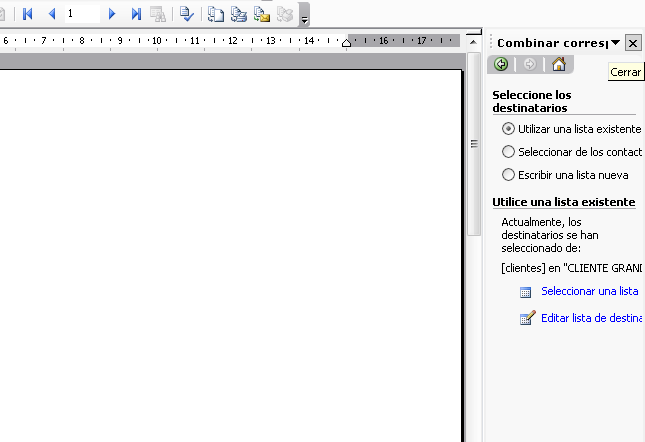 1
6 7 8 9 10 11 12 13 14 16 17
Combinar corresp
Cerrar
Seleccione los
destinatarios
Utilizar una lista existente
Seleccionar de los contact
Escribir una lista nueva
Utilice una lista existente
Actualmente, los
destinatarios se han
seleccionado de:
[clientes] en "CLIENTE GRAND
Seleccionar una lista
Editar lista de destina